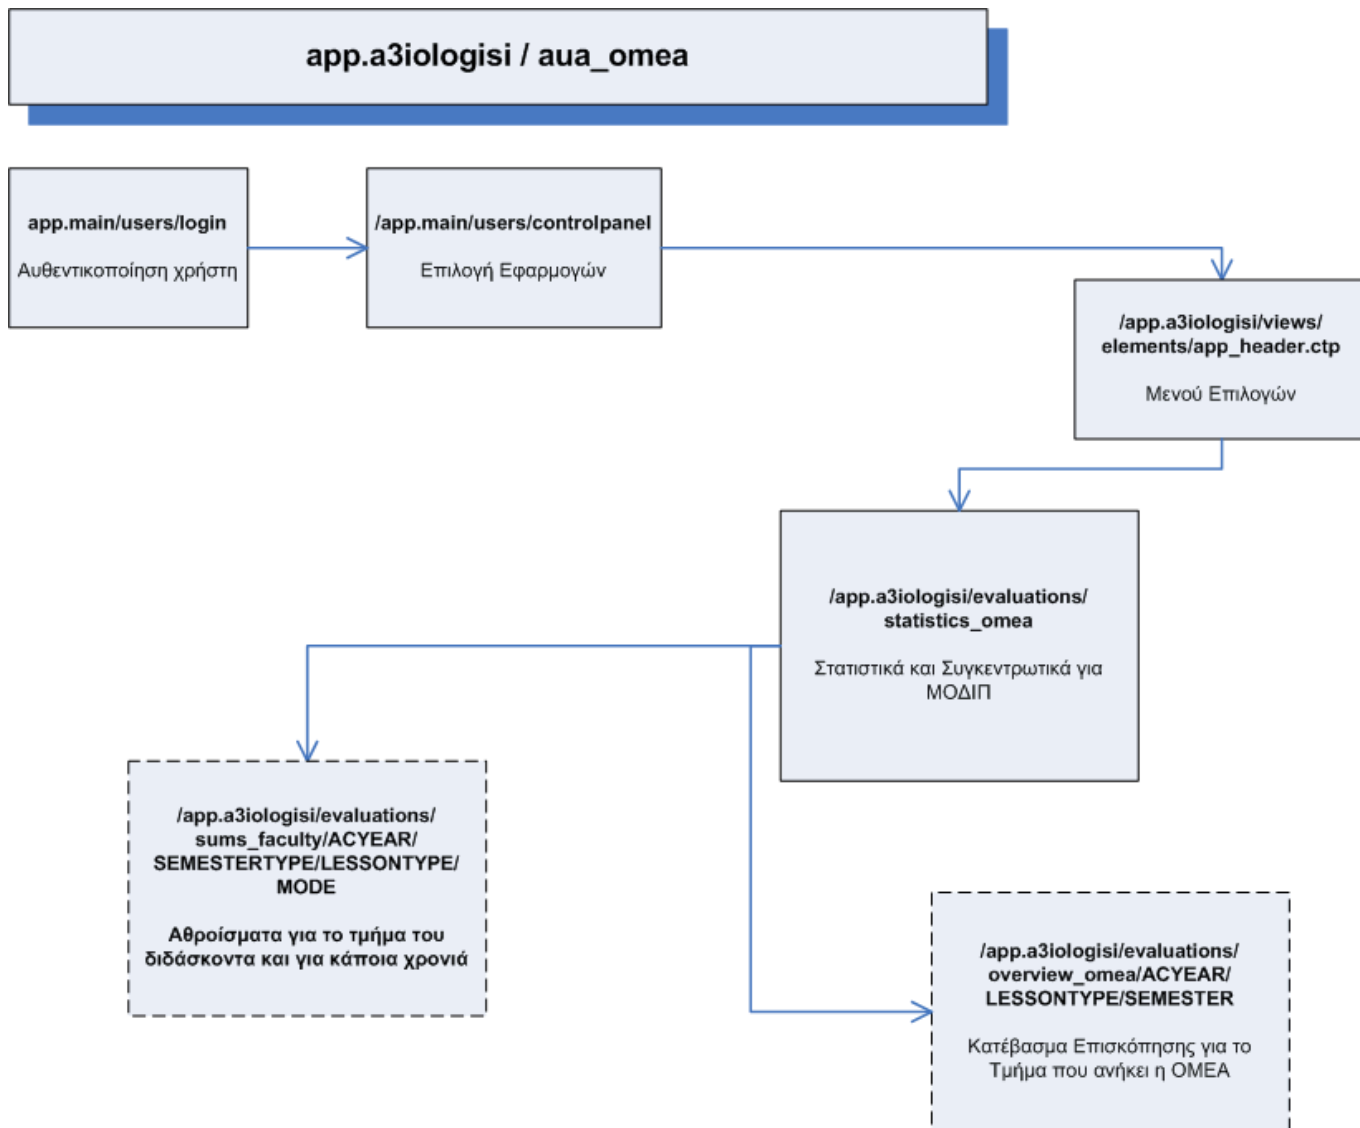 app.a3iologisi / aua_omea
app.main/users/login
Αυθεντικοποίηση χρήστη
/app.main/users/controlpanel
Επιλογή Εφαρμογών
/app.a3iologisi/views/
elements/app_header.ctp
Μενού Επιλογών
/app.a3iologisi/evaluations/
statistics_omea
Στατιστικά και Συγκεντρωτικά για
ΜΟΔΙΠ
/app.a3iologisi/evaluations/
sums_faculty/ACYEAR/
SEMESTERTYPE/LESSONTYPE/
MODE
Αθροίσματα για το τμήμα του
διδάσκοντα και για κάποια χρονιά
/app.a3iologisi/evaluations/
overview_omea/ACYEAR/
LESSONTYPE/SEMESTER
Κατέβασμα Επισκόπησης για το
Τμήμα που ανήκει η ΟΜΕΑ